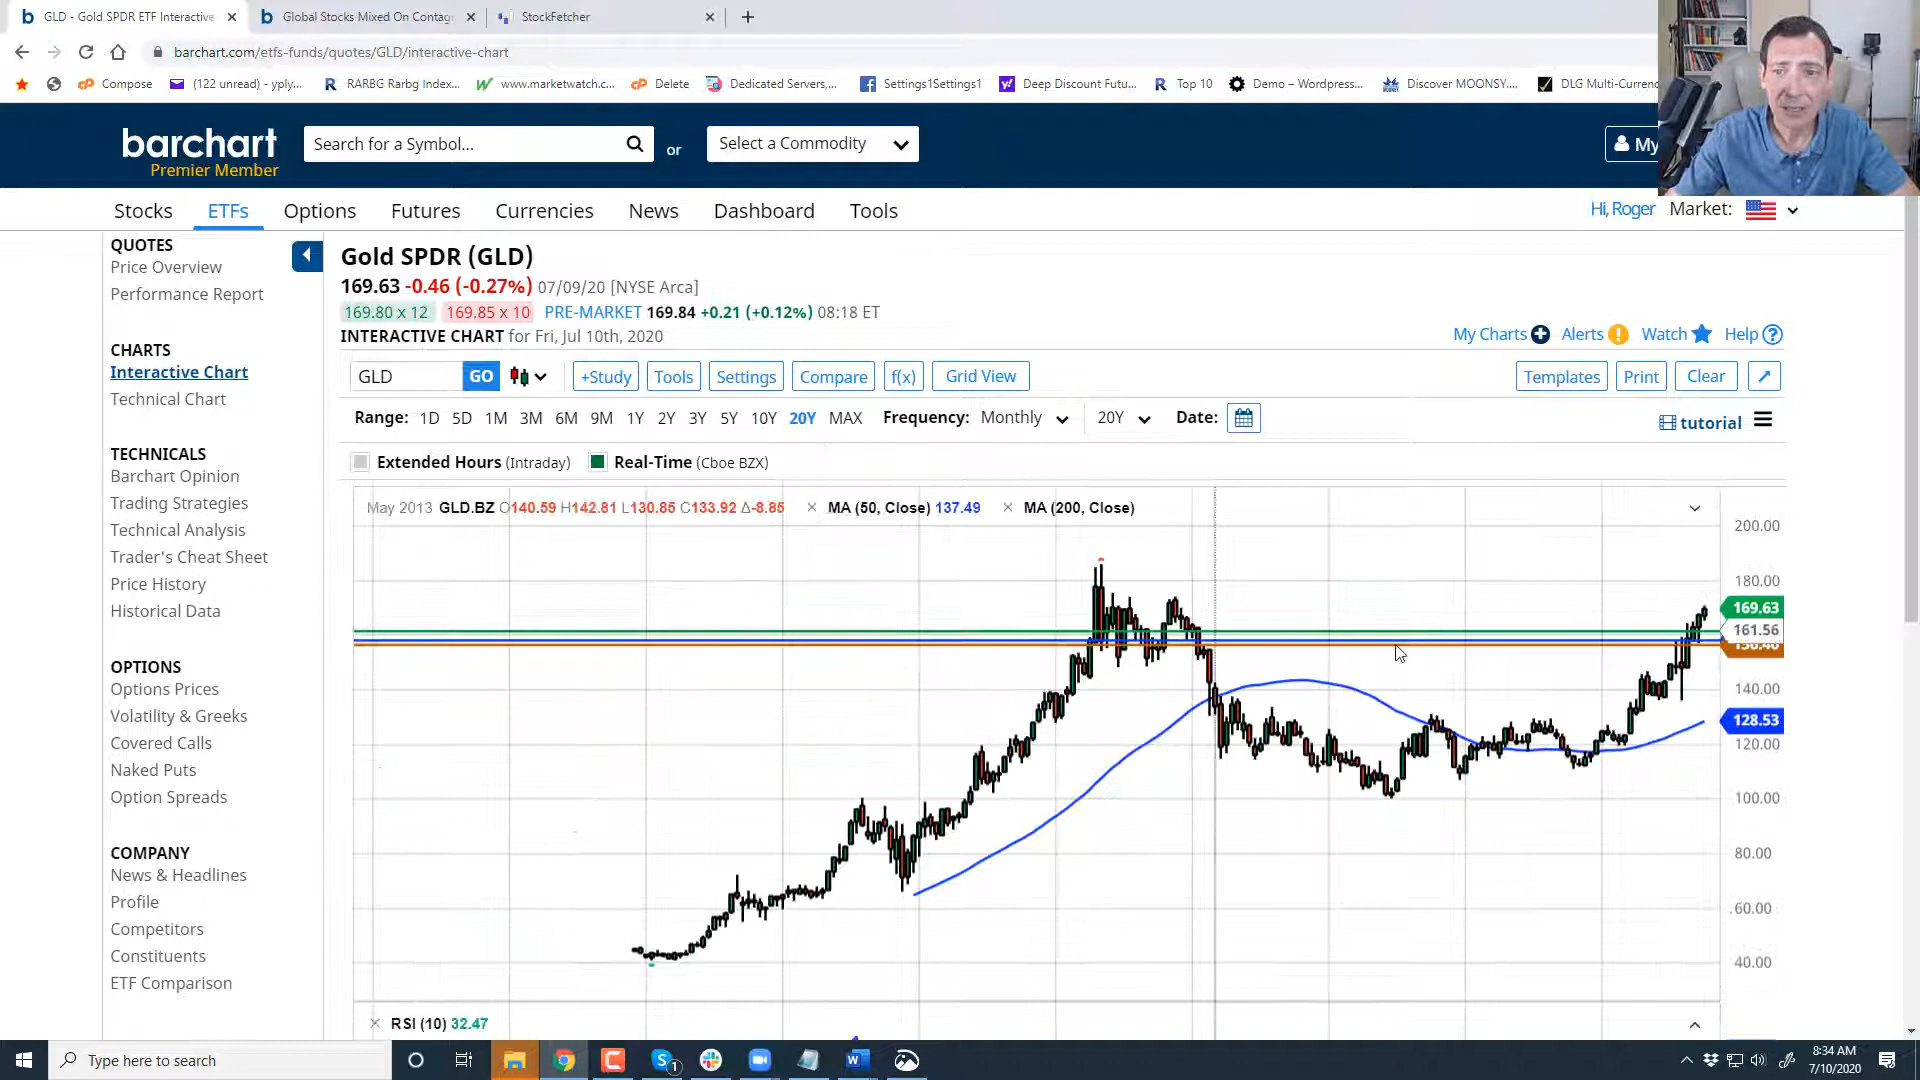 GLD - Gold SPDR ETF Interactive
Global Stocks Mixed On Contag
StockFetcher
barchart.com/etfs-funds/quotes/GLD/interactive-chart
Compose
(122 unread) - yply...
RARBG Rarbg Index...
www.marketwatch.c...
Delete
Dedicated Servers,...
Settings1Settings1
Deep Discount Futu...
Top 10
Demo – Wordpress...
Discover MOONSY....
DLG Multi-Currenc
barchart
Premier Member
Search for a Symbol...
or
Select a Commodity
My
Stocks
ETFs
Options
Futures
Currencies
News
Dashboard
Tools
Hi, Roger
Market:
QUOTES
Price Overview
Performance Report
CHARTS
Interactive Chart
Technical Chart
TECHNICALS
Barchart Opinion
Trading Strategies
Technical Analysis
Trader's Cheat Sheet
Price History
Historical Data
OPTIONS
Options Prices
Volatility & Greeks
Covered Calls
Naked Puts
Option Spreads
COMPANY
News & Headlines
Profile
Competitors
Constituents
ETF Comparison
Gold SPDR (GLD)
169.63 -0.46 (-0.27%) 07/09/20 [NYSE Arca]
169.80 x 12 169.85 x 10 PRE-MARKET 169.84 +0.21 (+0.12%) 08:18 ET
INTERACTIVE CHART for Fri, Jul 10th, 2020
My Charts Alerts Watch Help
GLD GO +Study Tools Settings Compare f(x) Grid View Templates Print Clear
Range: 1D 5D 1M 3M 6M 9M 1Y 2Y 3Y 5Y 10Y 20Y MAX Frequency: Monthly 20Y Date:
tutorial
Extended Hours (Intraday) Real-Time (Cboe BZX)
May 2013 GLD.BZ O140.59 H142.81 L130.85 C133.92 Δ-8.85 MA (50, Close) 137.49 MA (200, Close)
200.00
180.00
169.63
161.56
156.40
140.00
128.53
120.00
100.00
80.00
60.00
40.00
RSI (10) 32.47
Type here to search
8:34 AM
7/10/2020